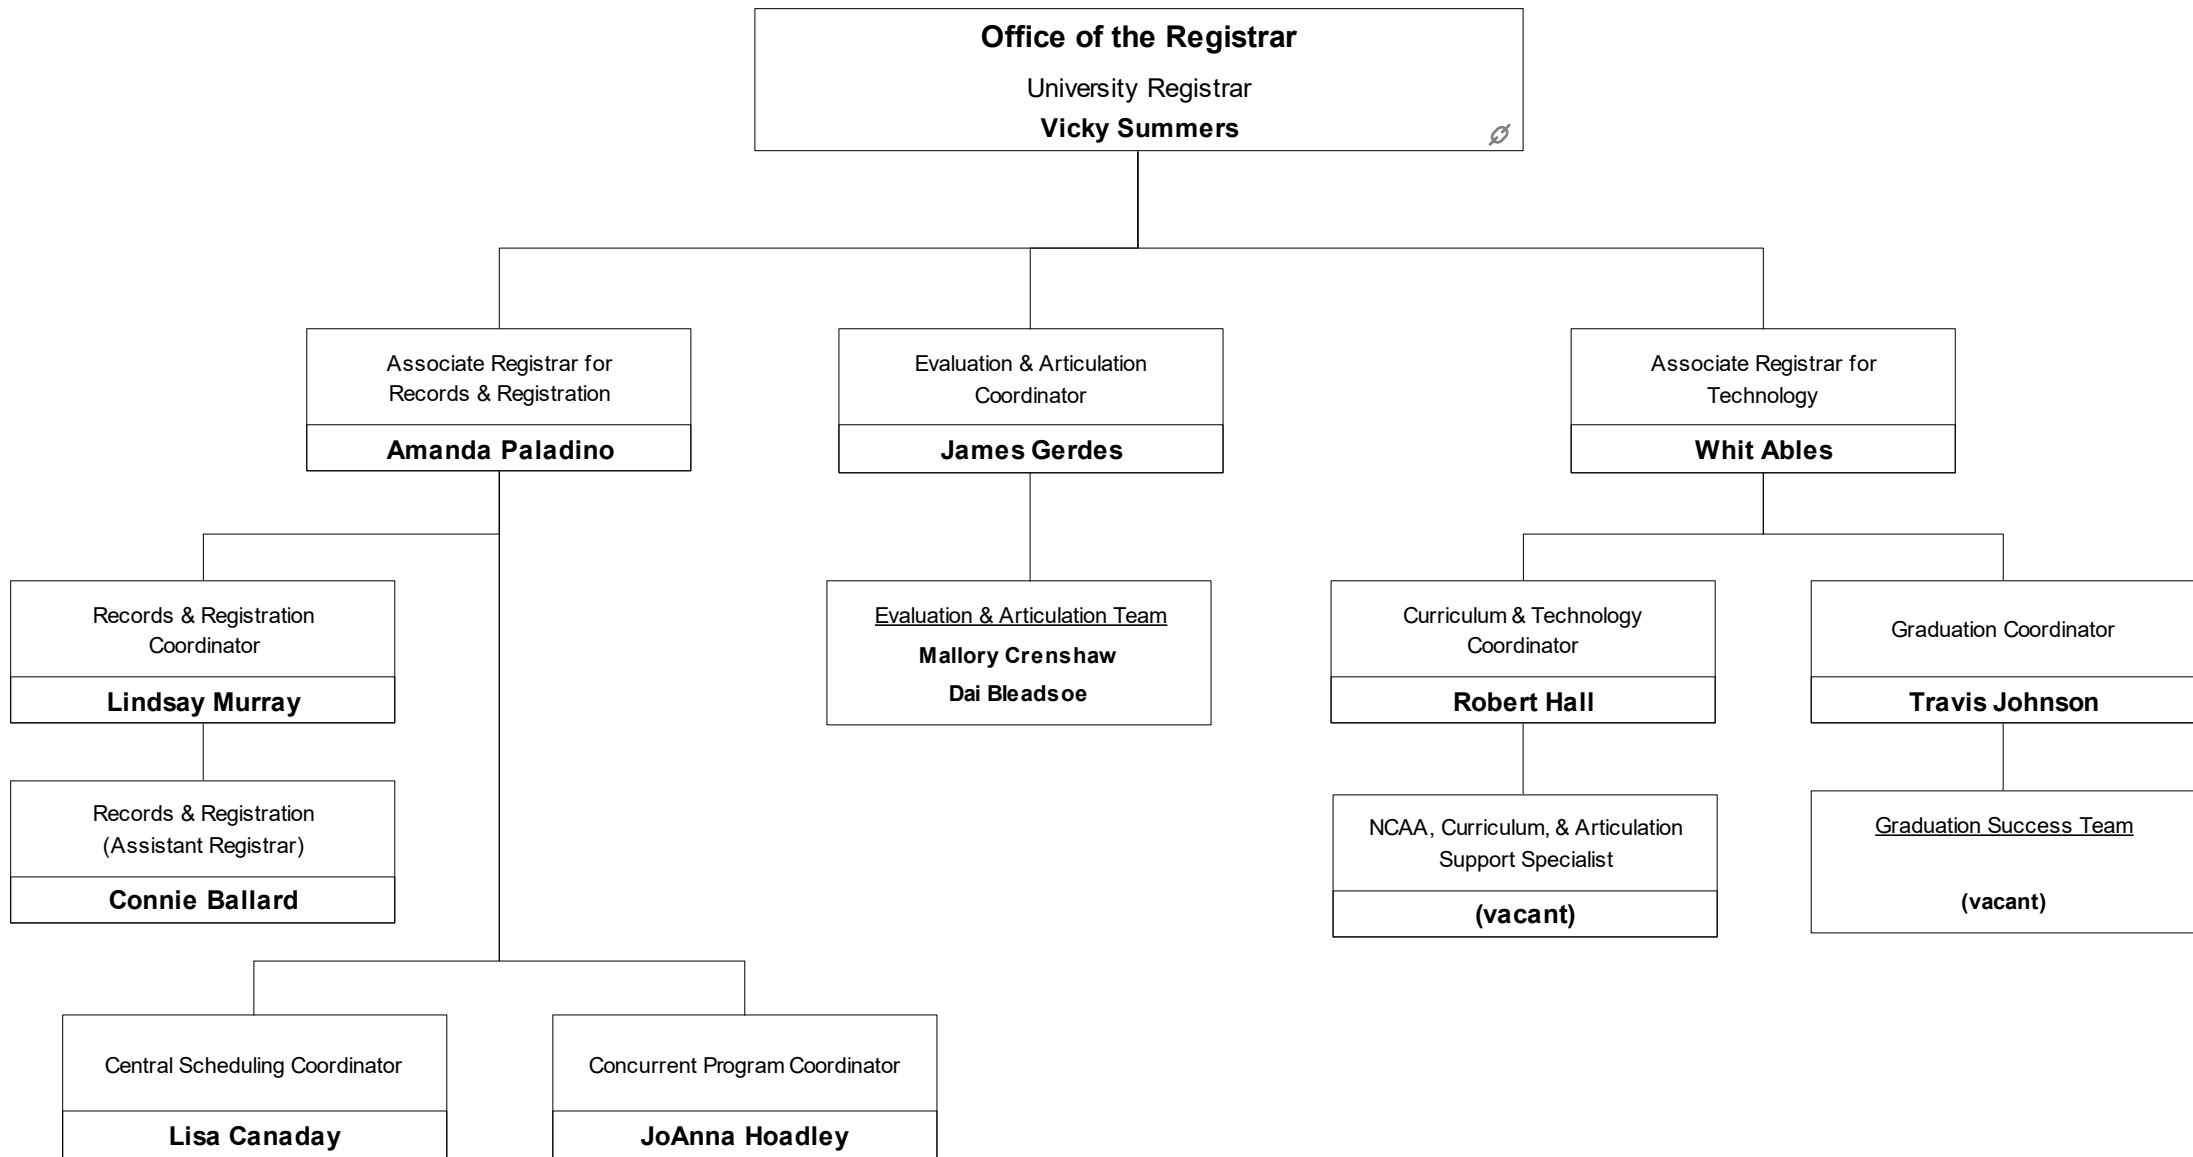 Office of the Registrar
University Registrar
Vicky Summers
Associate Registrar for
Records & Registration
Amanda Paladino
Evaluation & Articulation
Coordinator
James Gerdes
Associate Registrar for
Technology
Whit Ables
Records & Registration
Coordinator
Lindsay Murray
Evaluation & Articulation Team
Mallory Crenshaw
Dai Bleadsoe
Curriculum & Technology
Coordinator
Robert Hall
Graduation Coordinator
Travis Johnson
Records & Registration
(Assistant Registrar)
Connie Ballard
NCAA, Curriculum, & Articulation
Support Specialist
(vacant)
Graduation Success Team
(vacant)
Central Scheduling Coordinator
Lisa Canaday
Concurrent Program Coordinator
JoAnna Hoadley